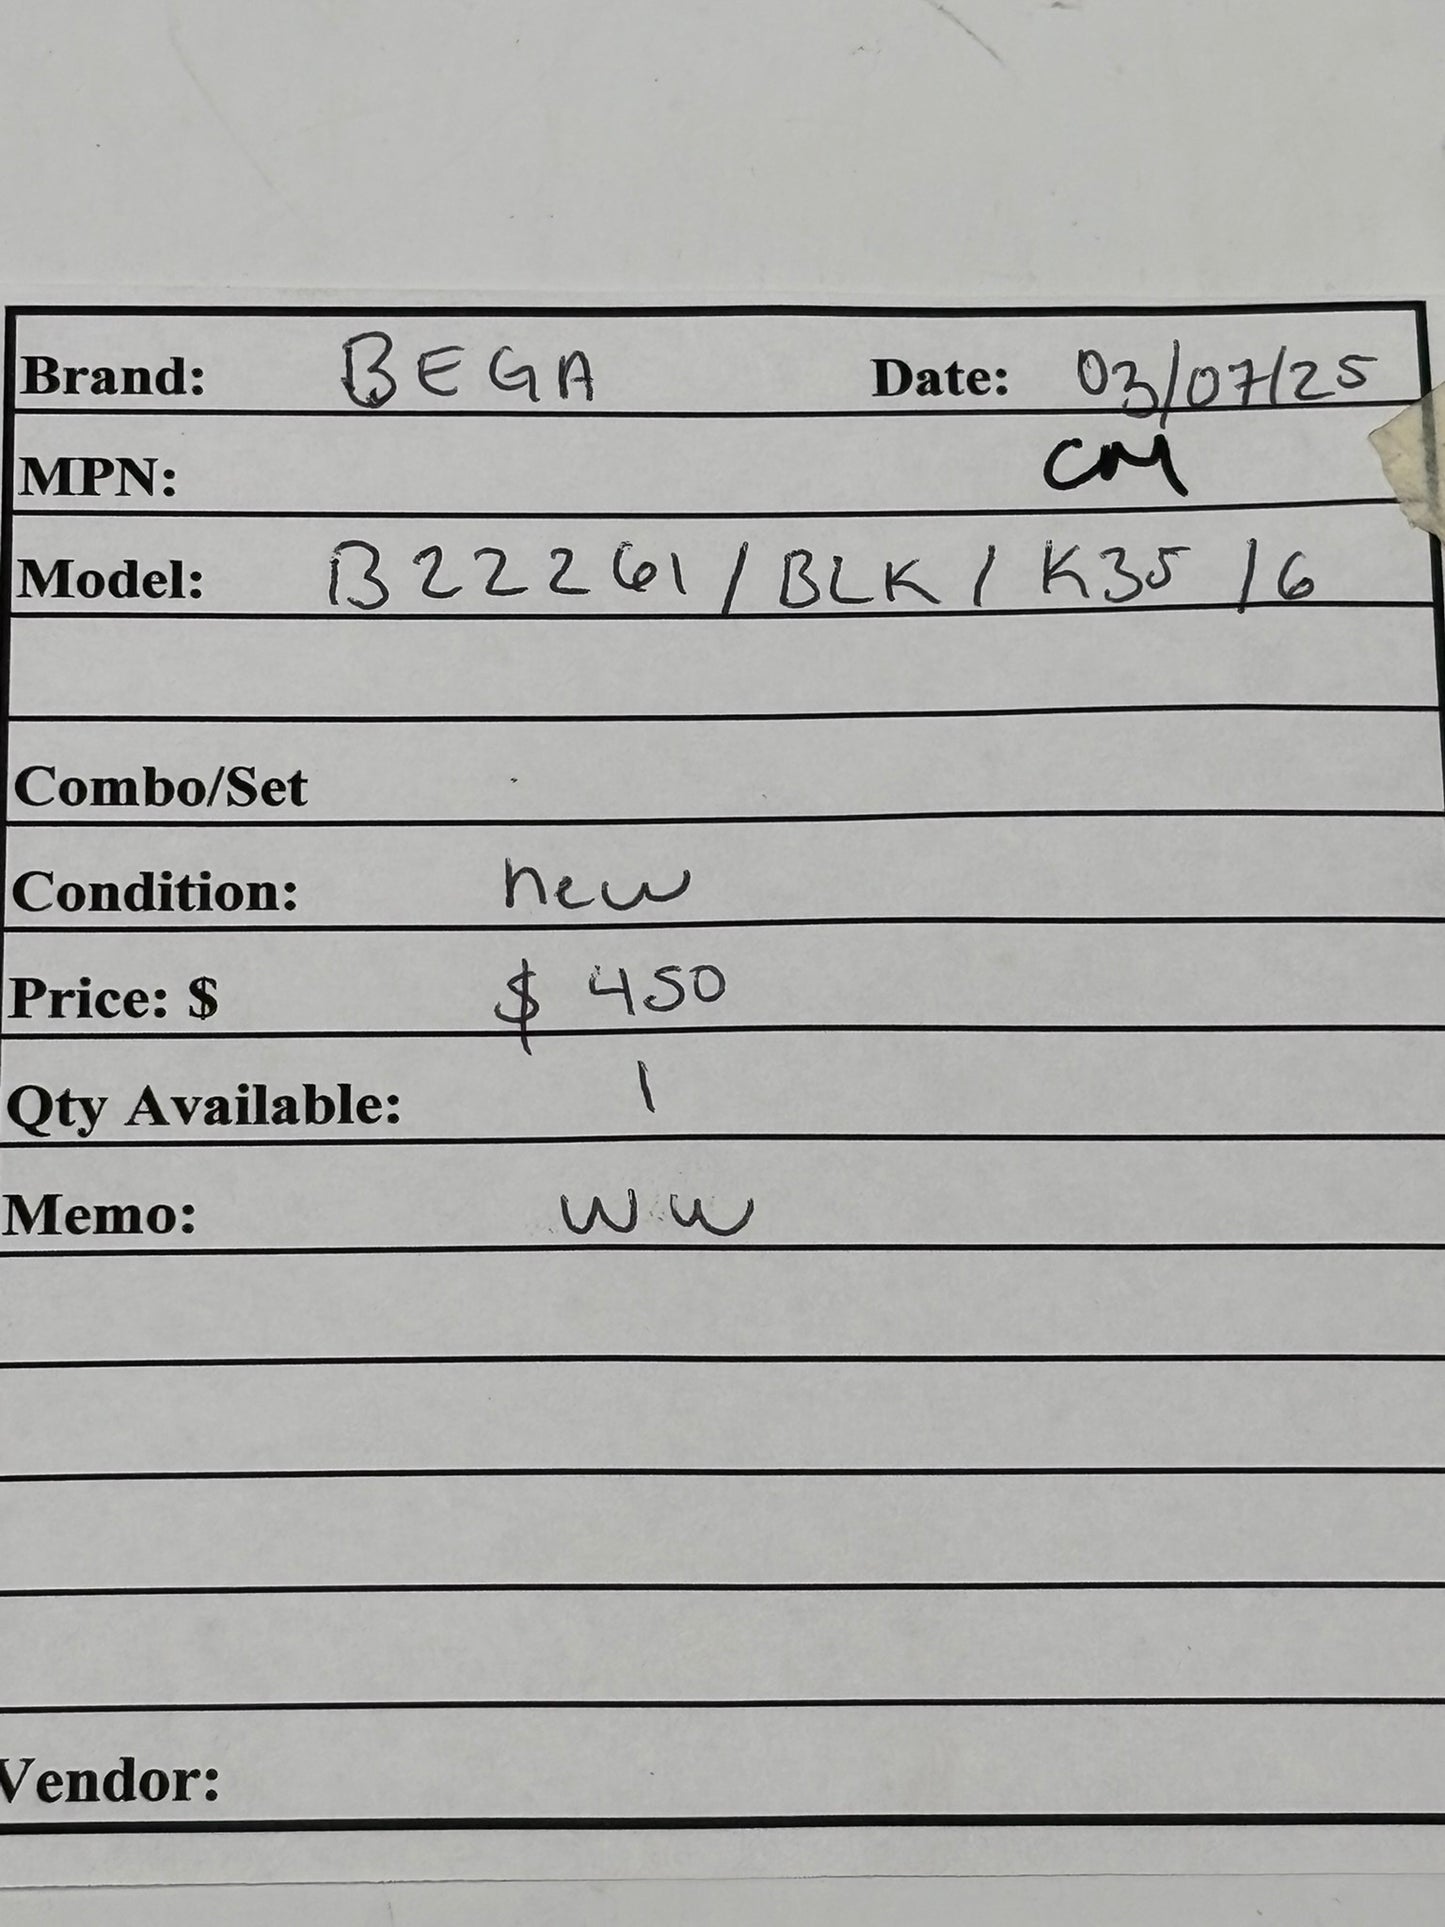 Brand: BEGA Date: 03/07/25
MPN: CM
Model: B22261/BLK/K35/6
Combo/Set
Condition: new
Price: $ $ 450
Qty Available: 1
Memo: WW
Vendor: